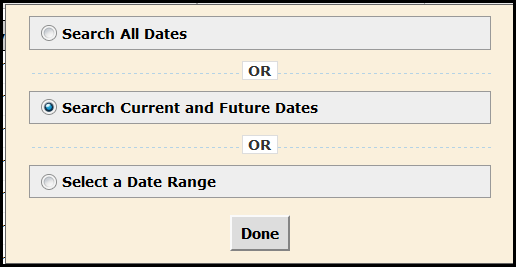 Search All Dates
OR
Search Current and Future Dates
OR
Select a Date Range
Done